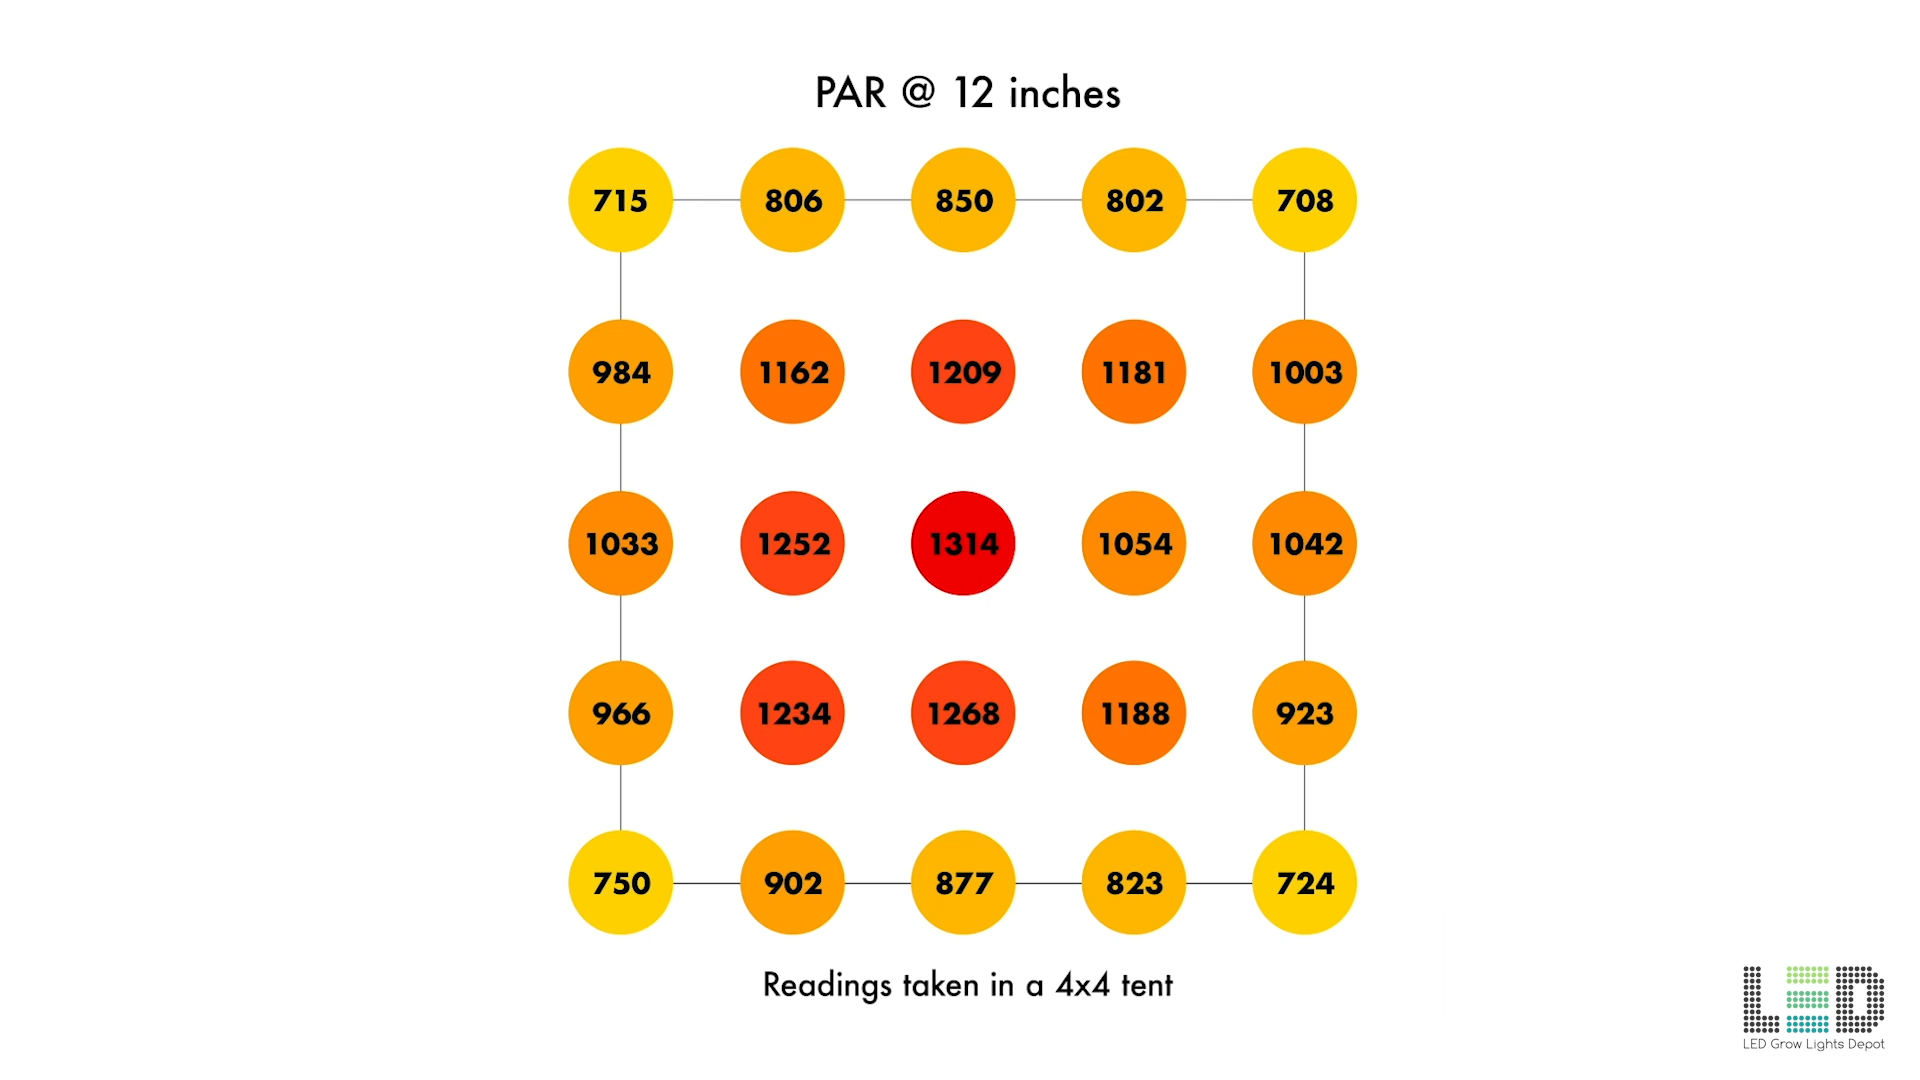 PAR @ 12 inches
715 806 850 802 708
984 1162 1209 1181 1003
1033 1252 1314 1054 1042
966 1234 1268 1188 923
750 902 877 823 724
Readings taken in a 4x4 tent
LED
LED Grow Lights Depot